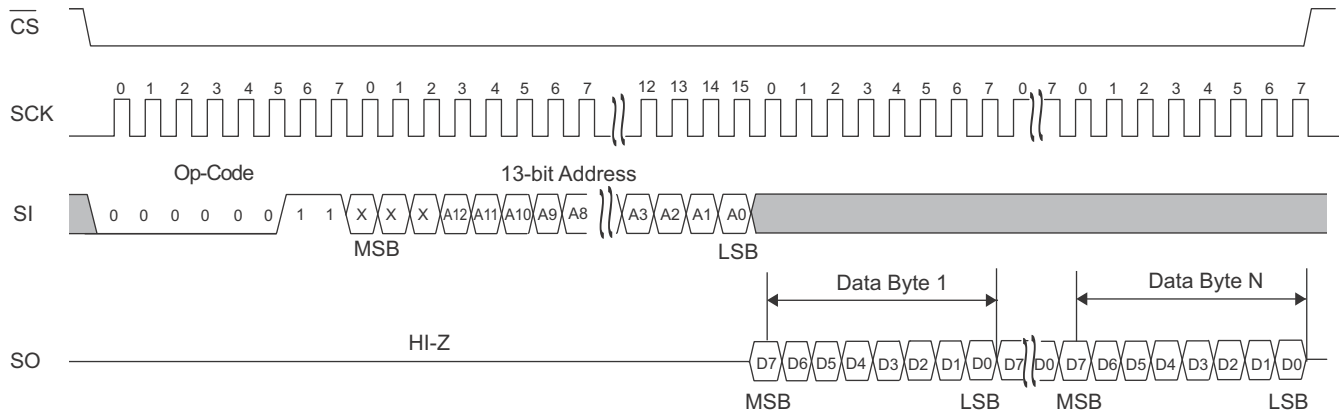 CS
0 1 2 3 4 5 6 7 0 1 2 3 4 5 6 7 12 13 14 15 0 1 2 3 4 5 6 7 0 7 0 1 2 3 4 5 6 7
SCK
Op-Code 13-bit Address
SI 0 0 0 0 0 0 1 1 X X X A12 A11 A10 A9 A8 A3 A2 A1 A0
MSB LSB
Data Byte 1 Data Byte N
HI-Z
SO D7 D6 D5 D4 D3 D2 D1 D0 D7 D0 D7 D6 D5 D4 D3 D2 D1 D0
MSB LSB MSB LSB